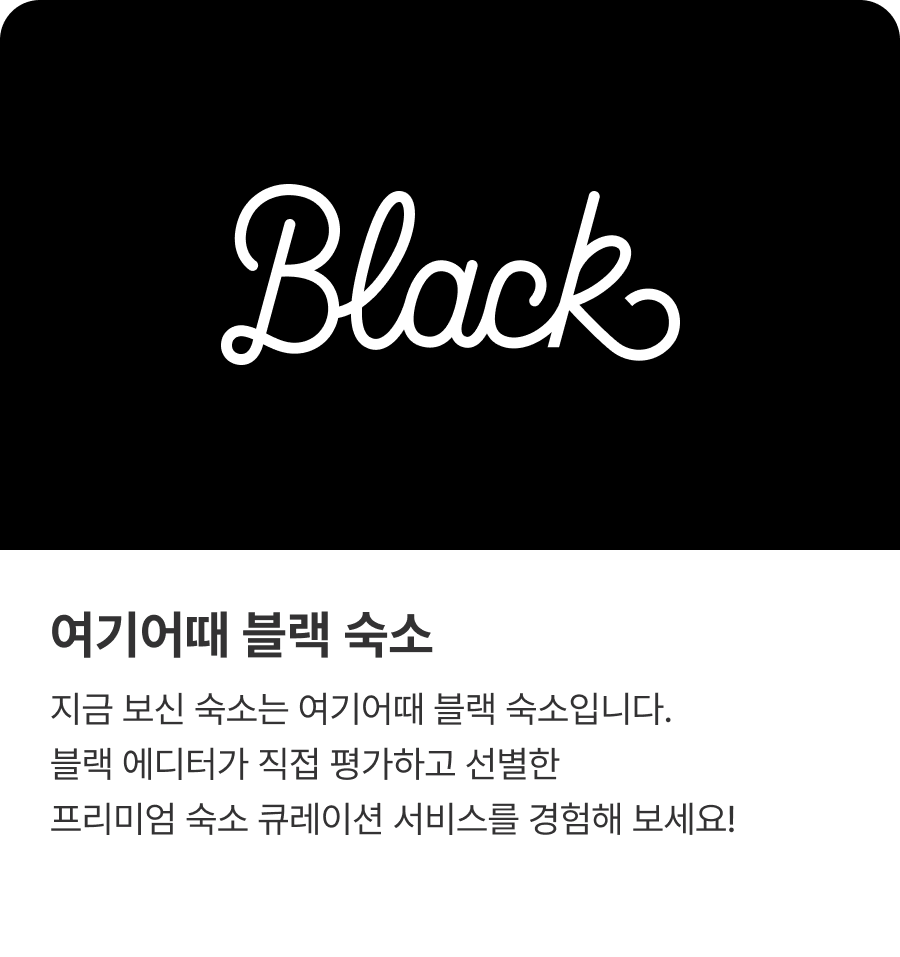 Black
여기어때 블랙 숙소
지금 보신 숙소는 여기어때 블랙 숙소입니다.
블랙 에디터가 직접 평가하고 선별한
프리미엄 숙소 큐레이션 서비스를 경험해 보세요!